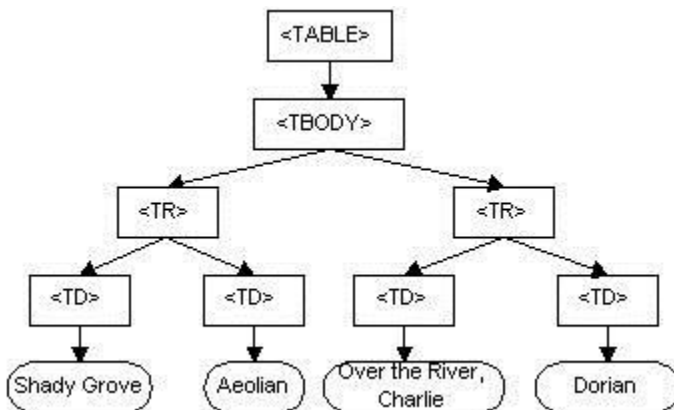 <TABLE>
<TBODY>
<TR>
<TR>
<TD>
<TD>
<TD>
<TD>
Shady Grove
Aeolian
Over the River,
Charlie
Dorian